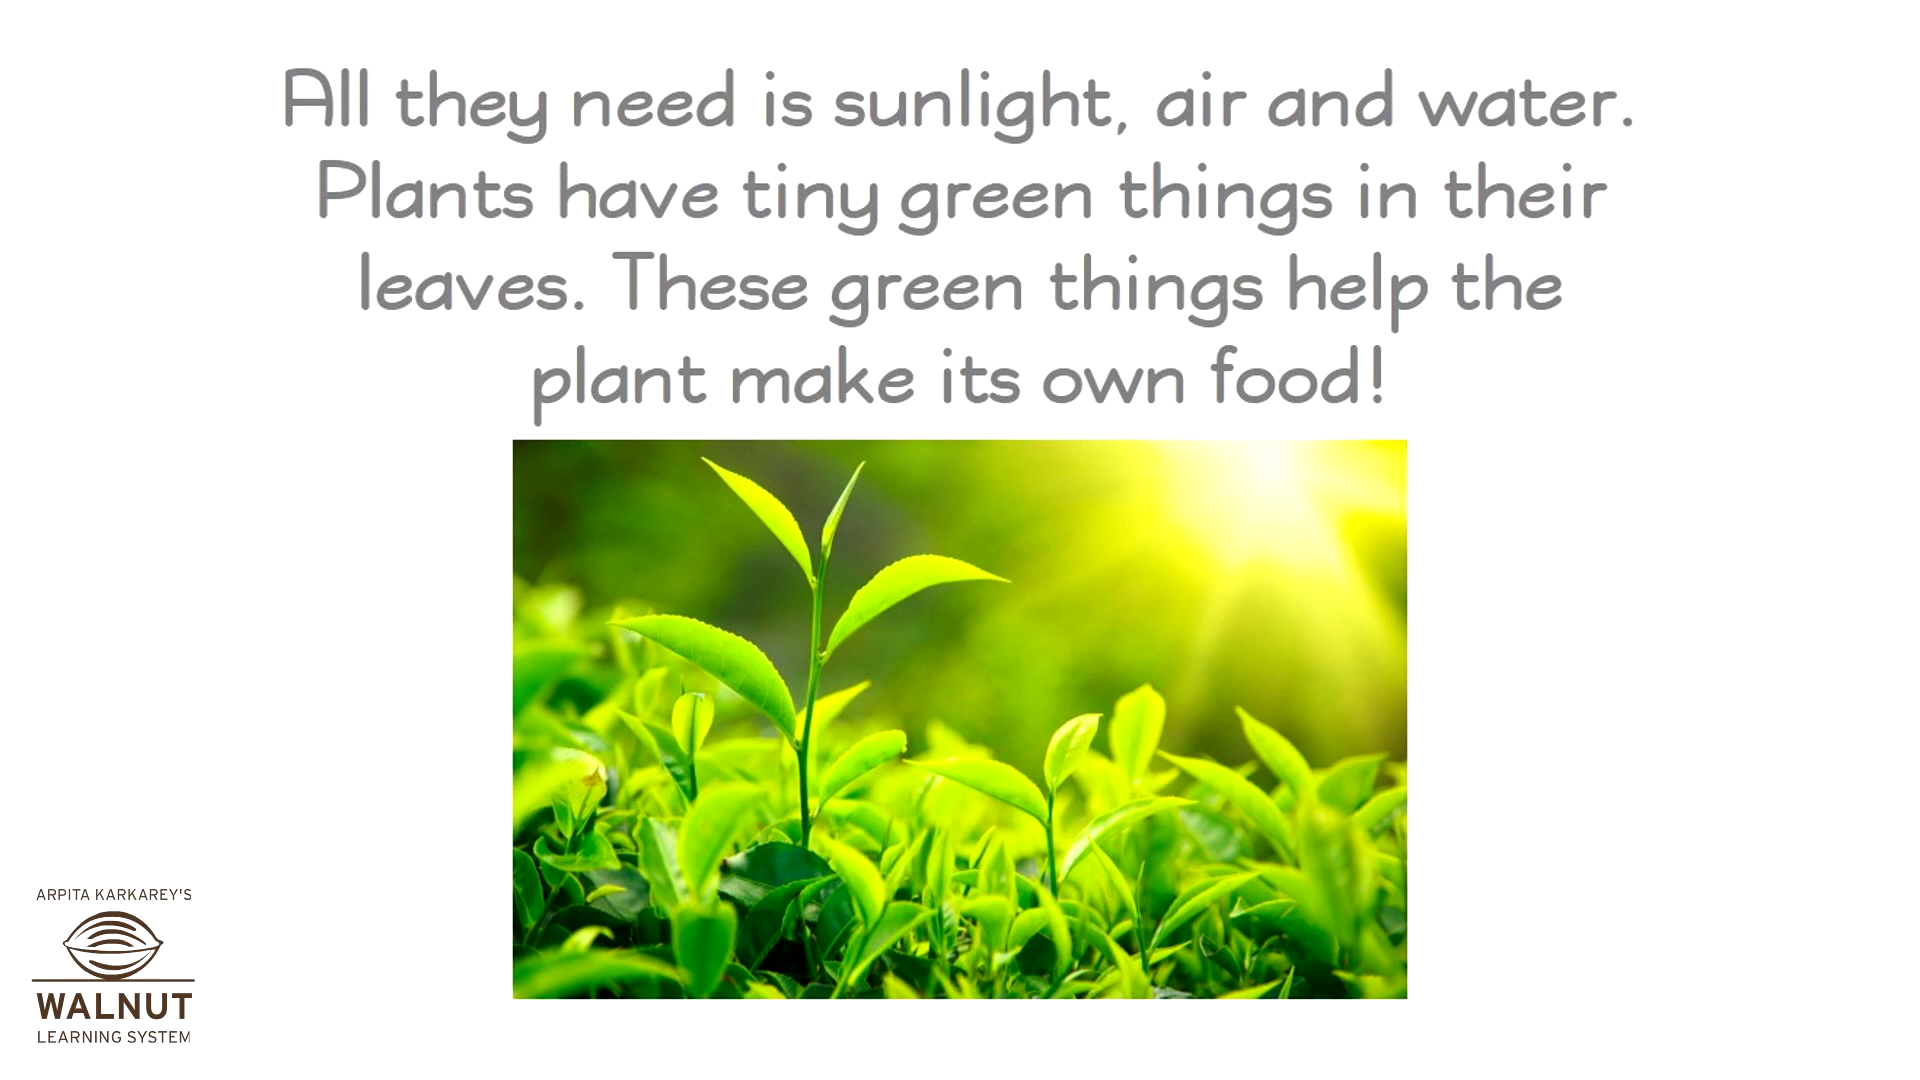 All they need is sunlight, air and water.
Plants have tiny green things in their
leaves. These green things help the
plant make its own food!
ARPITA KARKAREY'S
WALNUT
LEARNING SYSTEM